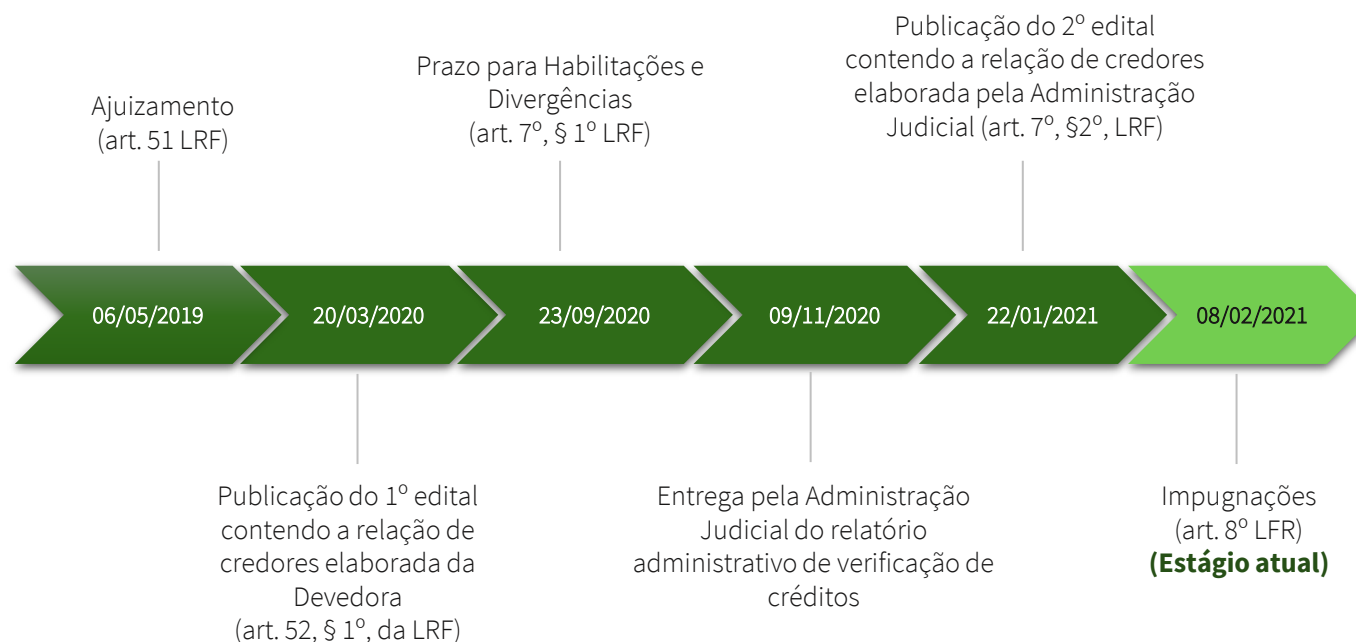 Ajuizamento
(art. 51 LRF)
Prazo para Habilitações e
Divergências
(art. 7º, § 1º LRF)
Publicação do 2º edital
contendo a relação de credores
elaborada pela Administração
Judicial (art. 7º, §2º, LRF)
06/05/2019
20/03/2020
23/09/2020
09/11/2020
22/01/2021
08/02/2021
Publicação do 1º edital
contendo a relação de
credores elaborada da
Devedora
(art. 52, § 1º, da LRF)
Entrega pela Administração
Judicial do relatório
administrativo de verificação de
créditos
Impugnações
(art. 8º LFR)
(Estágio atual)